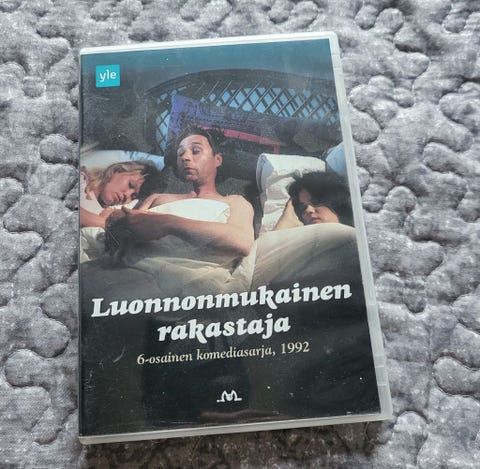 yle
Luonnonmukainen
rakastaja
6-osainen komediasarja, 1992